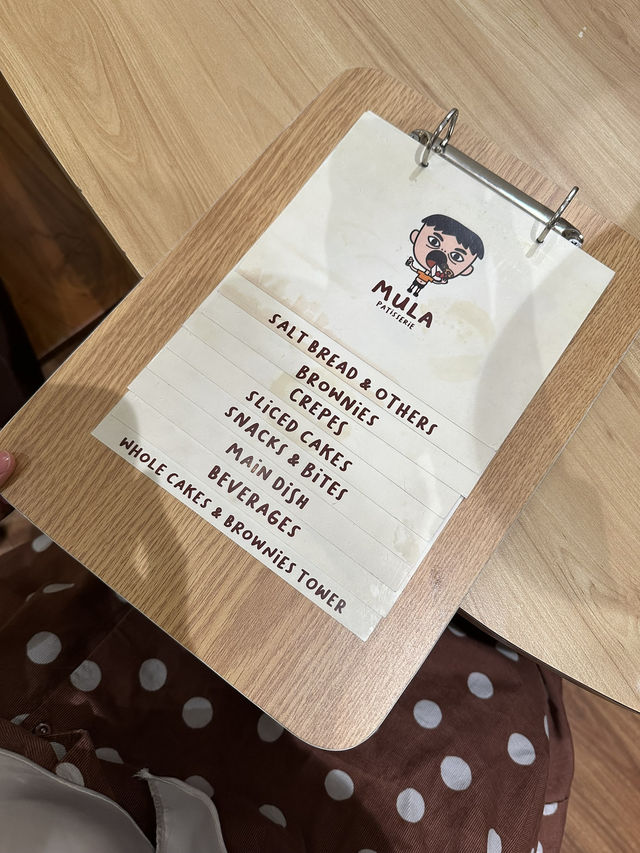 MULA
PATiSSERiE
SALT BREAD & OTHERS
BROWNiES
CREPES
SLiCED CAKES
SNACKS & BiTES
MAiN DiSH
BEVERAGES
WHOLE CAKES & BROWNiES TOWER